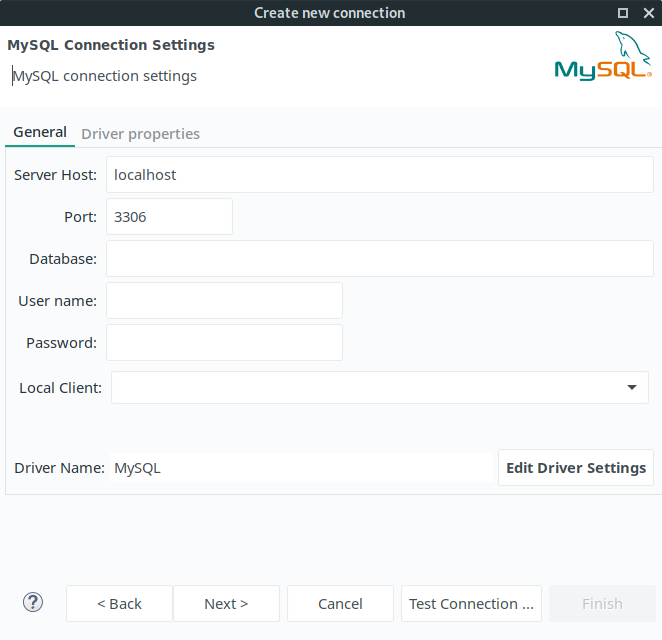 Create new connection
MySQL Connection Settings
MySQL connection settings
MySQL®
General Driver properties
Server Host: localhost
Port: 3306
Database:
User name:
Password:
Local Client:
Driver Name: MySQL Edit Driver Settings
? < Back Next > Cancel Test Connection ... Finish